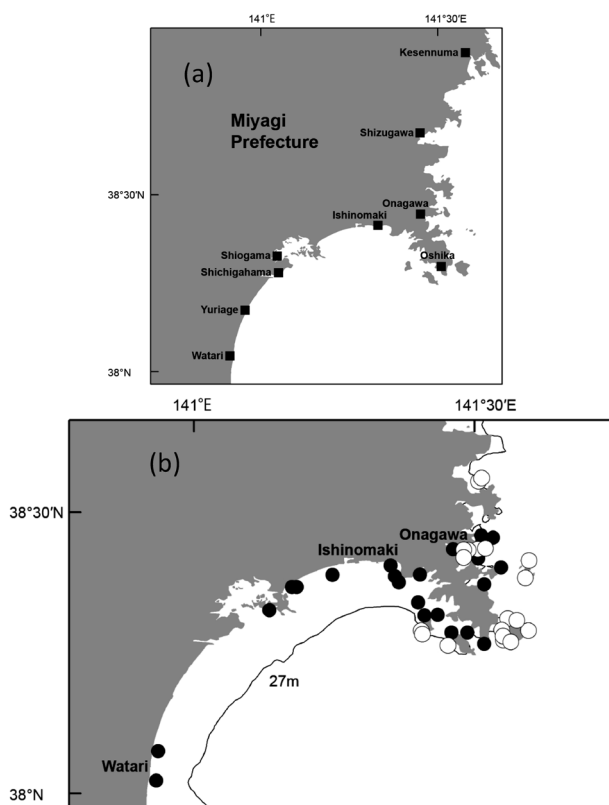 141°E
141°30'E
(a)
Kesennuma
Miyagi
Prefecture
Shizugawa
38°30'N
Onagawa
Ishinomaki
Shiogama
Oshika
Shichigahama
Yuriage
Watari
38°N
141°E
141°30'E
(b)
38°30'N
Onagawa
Ishinomaki
27m
Watari
38°N